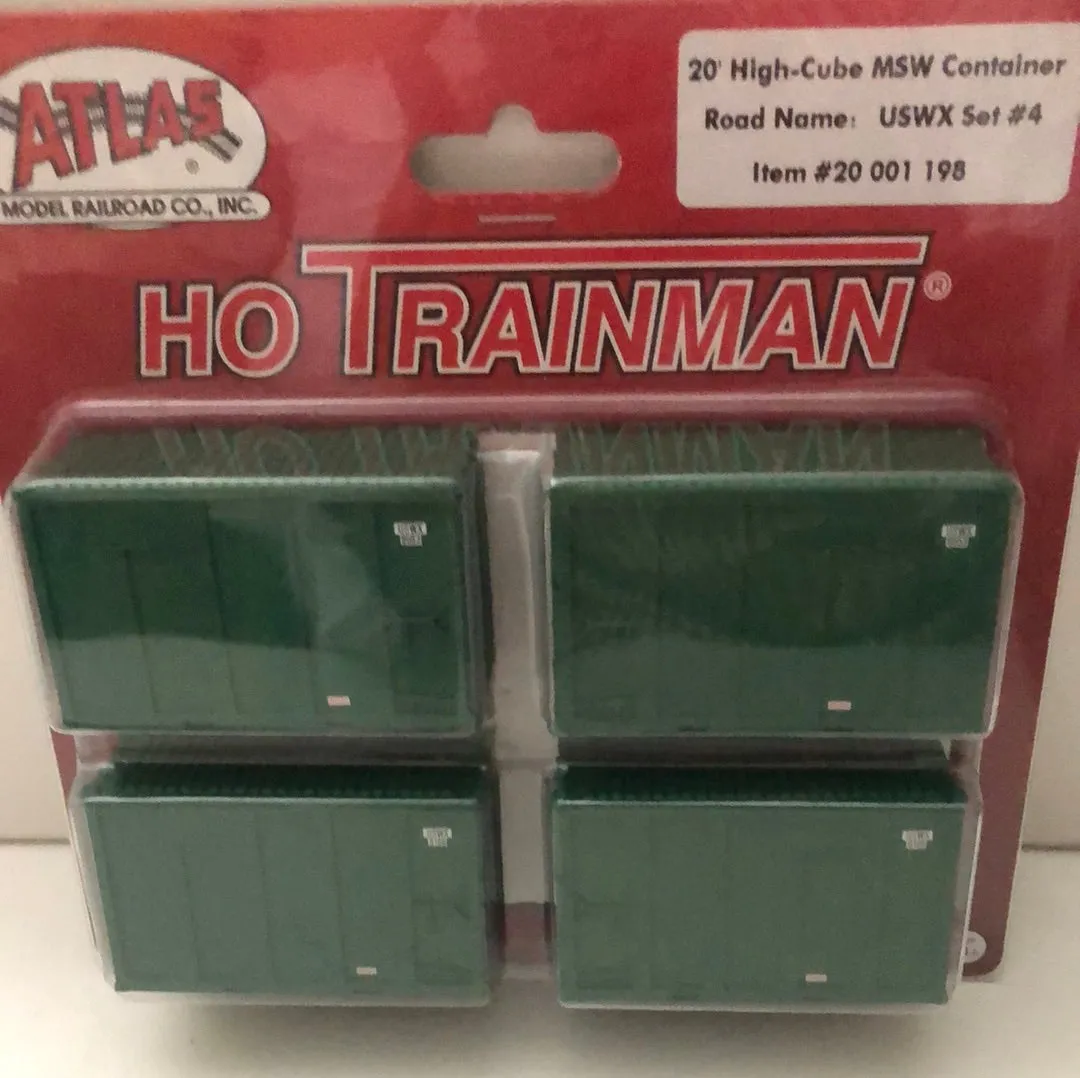 ATLAS
®
MODEL RAILROAD CO., INC.
20' High-Cube MSW Container
Road Name: USWX Set #4
Item #20 001 198
HO TRAINMAN®